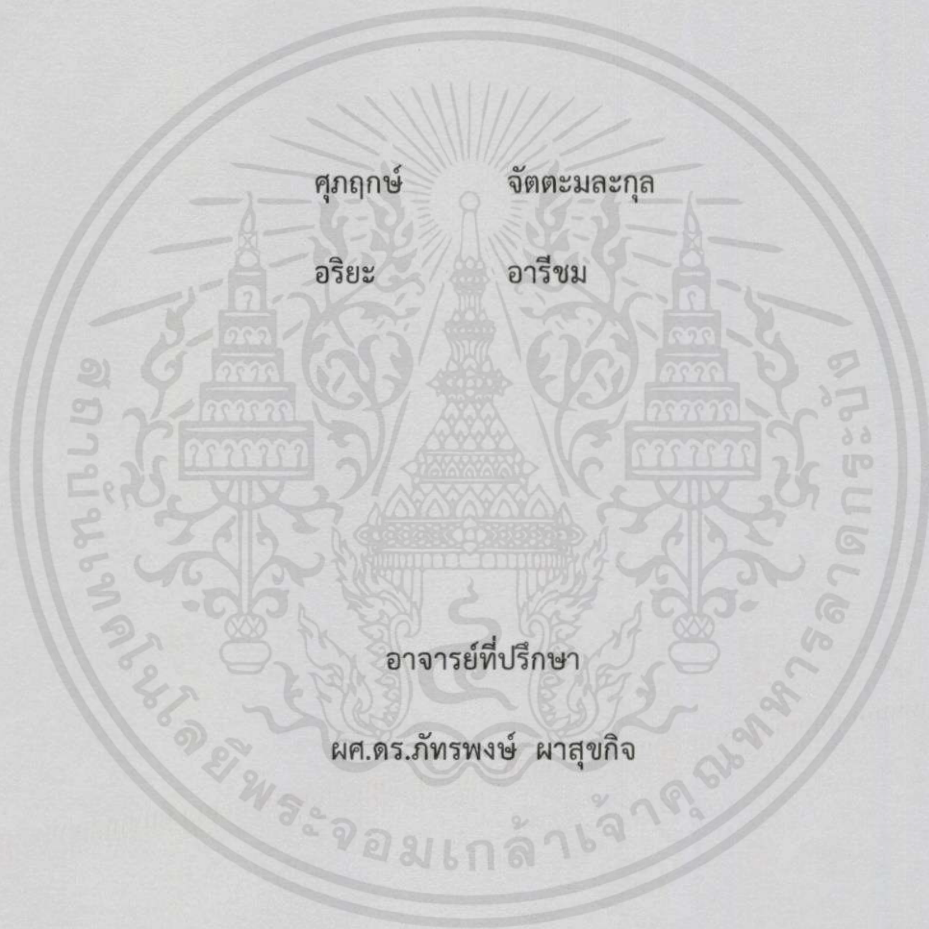 ศุภฤกษ์ จัตตะมละกุล
อริยะ อารีชม
อาจารย์ที่ปรึกษา
ผศ.ดร.ภัทรพงษ์ ผาสุขกิจ
สถาบันเทคโนโลยีพระจอมเกล้าเจ้าคุณทหารลาดกระบัง